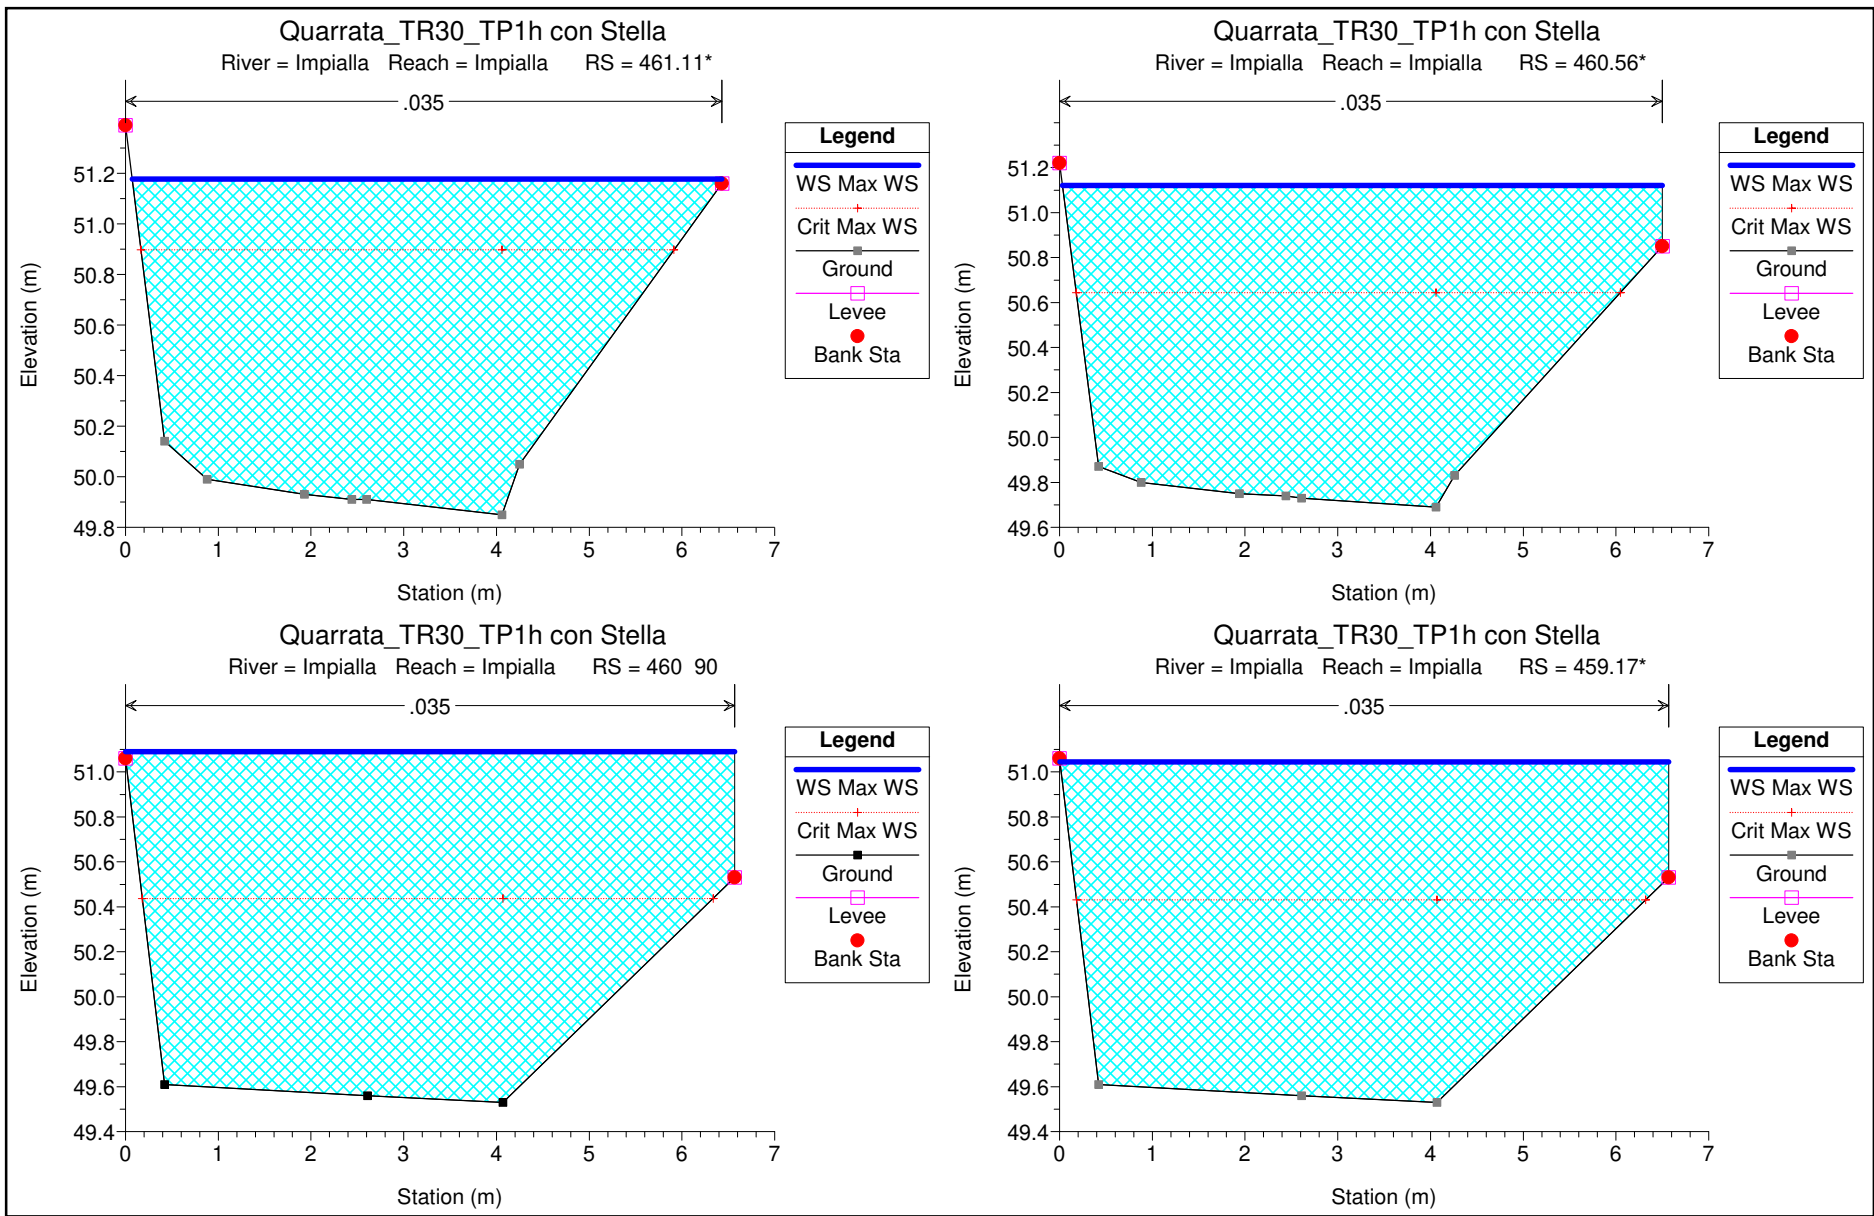 Quarrata_TR30_TP1h con Stella
River = Impialla Reach = Impialla RS = 461.11*
.035
Legend
WS Max WS
Crit Max WS
Ground
Levee
Bank Sta
Elevation (m)
51.2
51.0
50.8
50.6
50.4
50.2
50.0
49.8
0 1 2 3 4 5 6 7
Station (m)
Quarrata_TR30_TP1h con Stella
River = Impialla Reach = Impialla RS = 460.56*
.035
Legend
WS Max WS
Crit Max WS
Ground
Levee
Bank Sta
Elevation (m)
51.2
51.0
50.8
50.6
50.4
50.2
50.0
49.8
49.6
0 1 2 3 4 5 6 7
Station (m)
Quarrata_TR30_TP1h con Stella
River = Impialla Reach = Impialla RS = 460 90
.035
Legend
WS Max WS
Crit Max WS
Ground
Levee
Bank Sta
Elevation (m)
51.0
50.8
50.6
50.4
50.2
50.0
49.8
49.6
49.4
0 1 2 3 4 5 6 7
Station (m)
Quarrata_TR30_TP1h con Stella
River = Impialla Reach = Impialla RS = 459.17*
.035
Legend
WS Max WS
Crit Max WS
Ground
Levee
Bank Sta
Elevation (m)
51.0
50.8
50.6
50.4
50.2
50.0
49.8
49.6
49.4
0 1 2 3 4 5 6 7
Station (m)